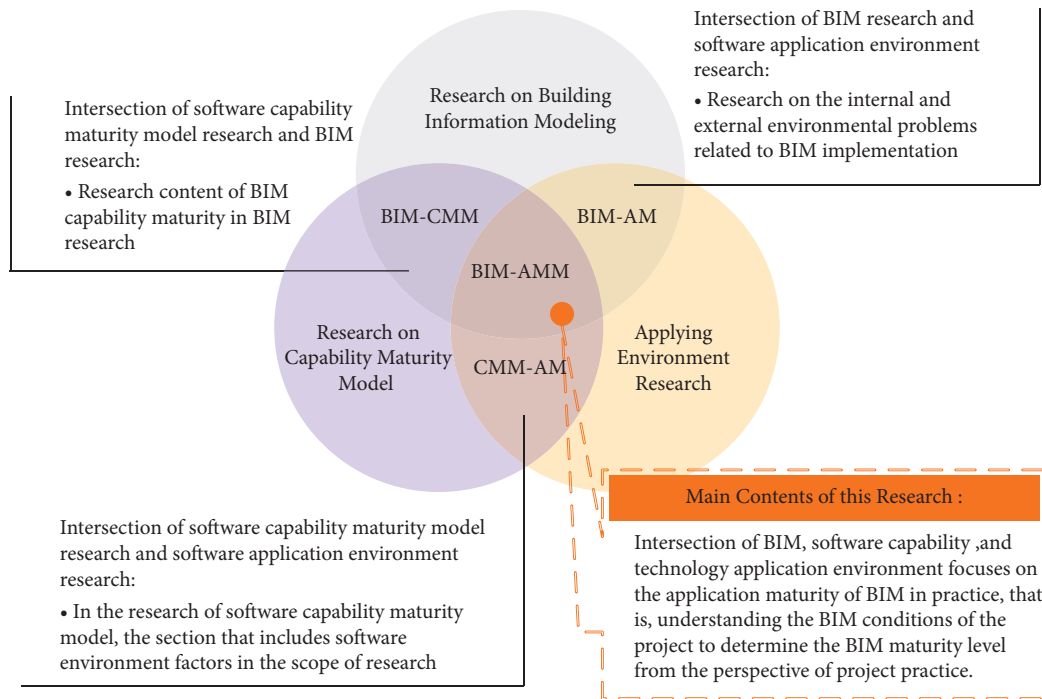 Intersection of BIM research and
software application environment
research:
• Research on the internal and
external environmental problems
related to BIM implementation
Intersection of software capability
maturity model research and BIM
research:
• Research content of BIM
capability maturity in BIM
research
Research on Building
Information Modeling
BIM-CMM
BIM-AM
BIM-AMM
Research on
Capability Maturity
Model
CMM-AM
Applying
Environment
Research
Intersection of software capability maturity model
research and software application environment
research:
• In the research of software capability maturity
model, the section that includes software
environment factors in the scope of research
Main Contents of this Research :
Intersection of BIM, software capability ,and
technology application environment focuses on
the application maturity of BIM in practice, that
is, understanding the BIM conditions of the
project to determine the BIM maturity level
from the perspective of project practice.